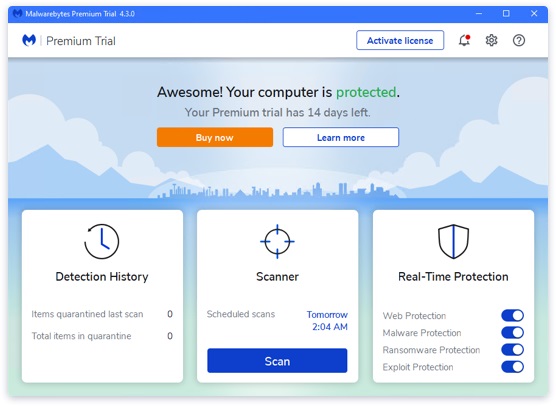 Malwarebytes Premium Trial 4.3.0
Premium Trial
Activate license
Awesome! Your computer is protected.
Your Premium trial has 14 days left.
Buy now
Learn more
Detection History
Items quarantined last scan 0
Total items in quarantine 0
Scanner
Scheduled scans Tomorrow
2:04 AM
Scan
Real-Time Protection
Web Protection
Malware Protection
Ransomware Protection
Exploit Protection